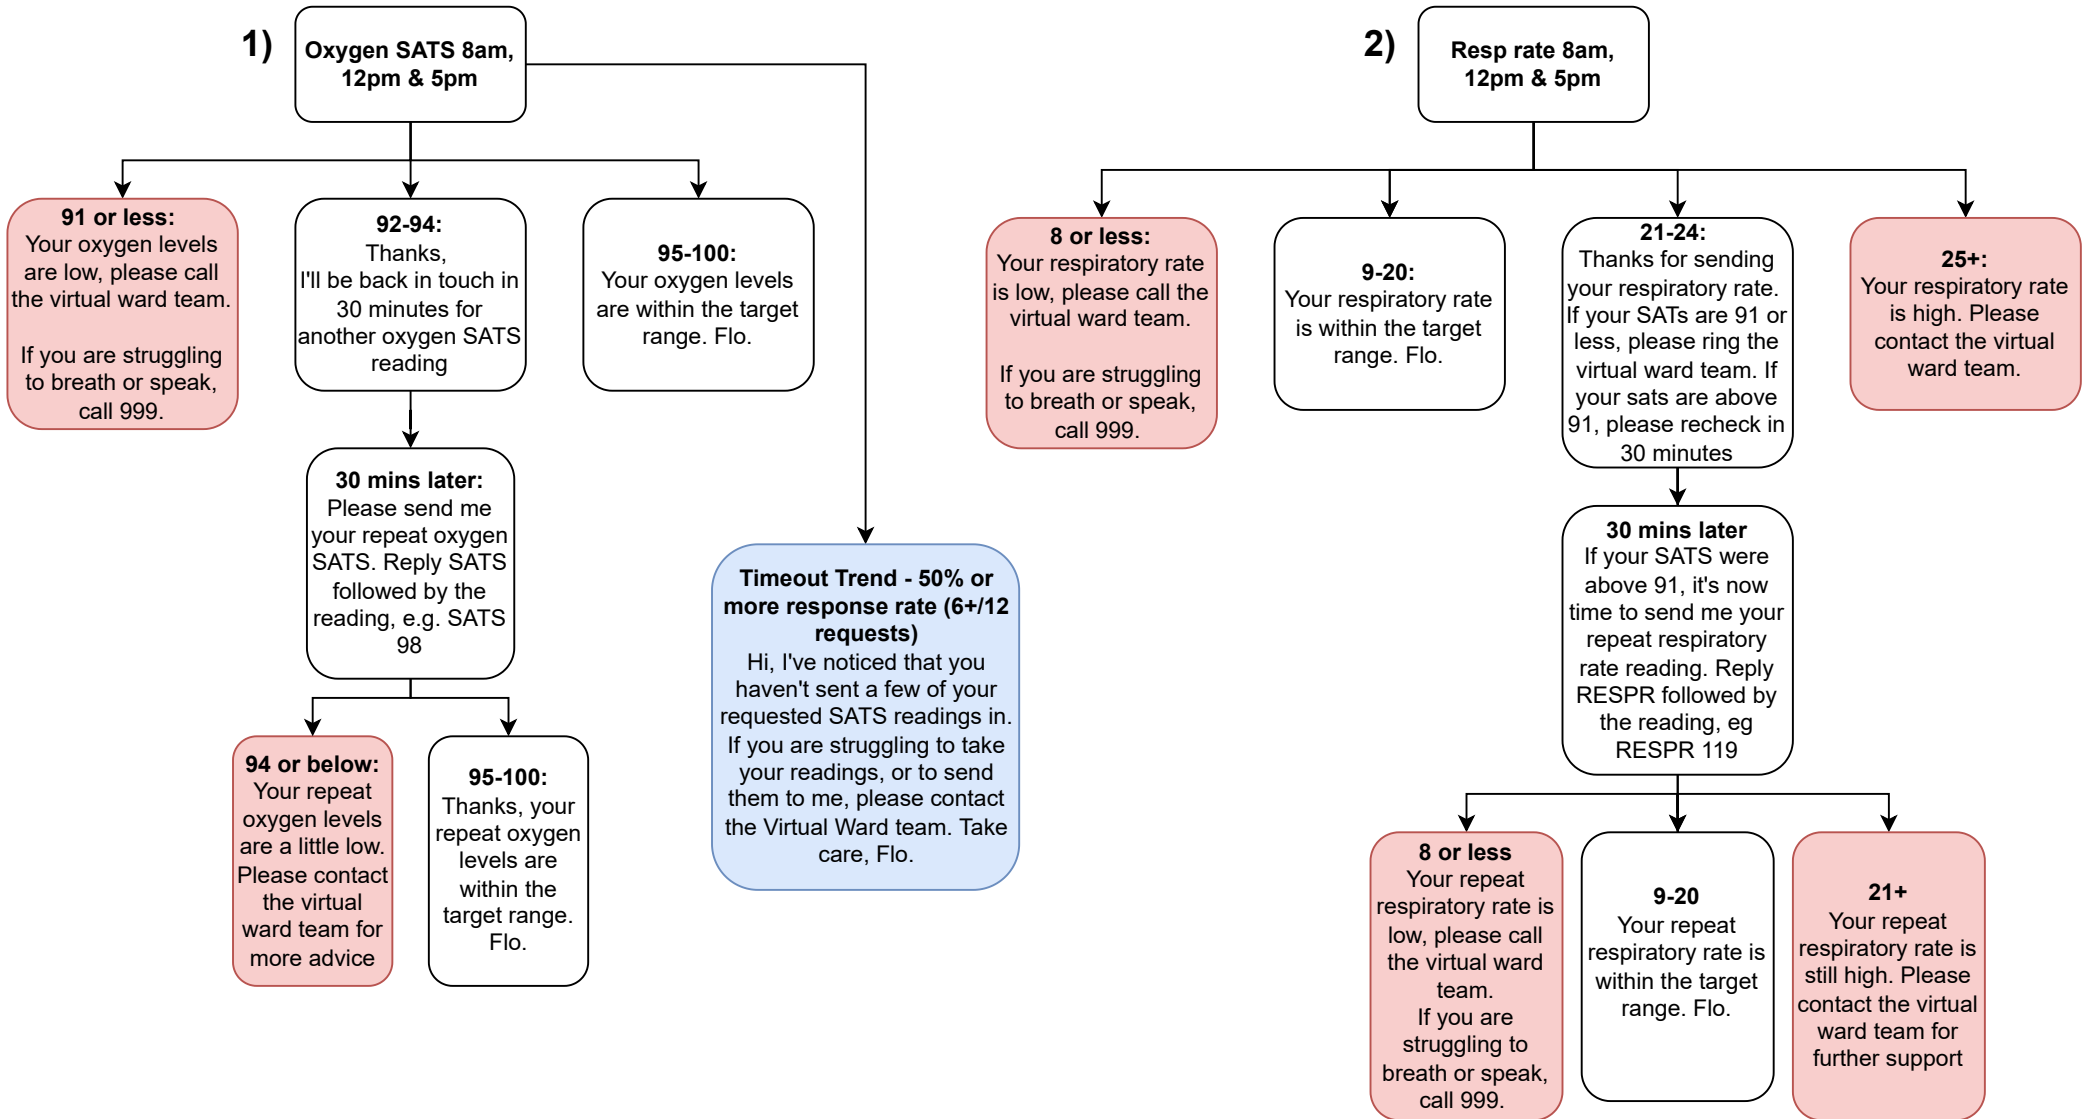 1)
Oxygen SATS 8am,
12pm & 5pm
91 or less:
Your oxygen levels
are low, please call
the virtual ward team.
If you are struggling
to breath or speak,
call 999.
92-94:
Thanks,
I'll be back in touch in
30 minutes for
another oxygen SATS
reading
95-100:
Your oxygen levels
are within the target
range. Flo.
30 mins later:
Please send me
your repeat oxygen
SATS. Reply SATS
followed by the
reading, e.g. SATS
98
94 or below:
Your repeat
oxygen levels
are a little low.
Please contact
the virtual
ward team for
more advice
95-100:
Thanks, your
repeat oxygen
levels are
within the
target range.
Flo.
Timeout Trend - 50% or
more response rate (6+/12
requests)
Hi, I've noticed that you
haven't sent a few of your
requested SATS readings in.
If you are struggling to take
your readings, or to send
them to me, please contact
the Virtual Ward team. Take
care, Flo.
2)
Resp rate 8am,
12pm & 5pm
8 or less:
Your respiratory rate
is low, please call the
virtual ward team.
If you are struggling
to breath or speak,
call 999.
9-20:
Your respiratory rate
is within the target
range. Flo.
21-24:
Thanks for sending
your respiratory rate.
If your SATs are 91 or
less, please ring the
virtual ward team. If
your sats are above
91, please recheck in
30 minutes
25+:
Your respiratory rate
is high. Please
contact the virtual
ward team.
30 mins later
If your SATS were
above 91, it's now
time to send me your
repeat respiratory
rate reading. Reply
RESPR followed by
the reading, eg
RESPR 119
8 or less
Your repeat
respiratory rate is
low, please call
the virtual ward
team.
If you are
struggling to
breath or speak,
call 999.
9-20
Your repeat
respiratory rate is
within the target
range. Flo.
21+
Your repeat
respiratory rate is
still high. Please
contact the virtual
ward team for
further support